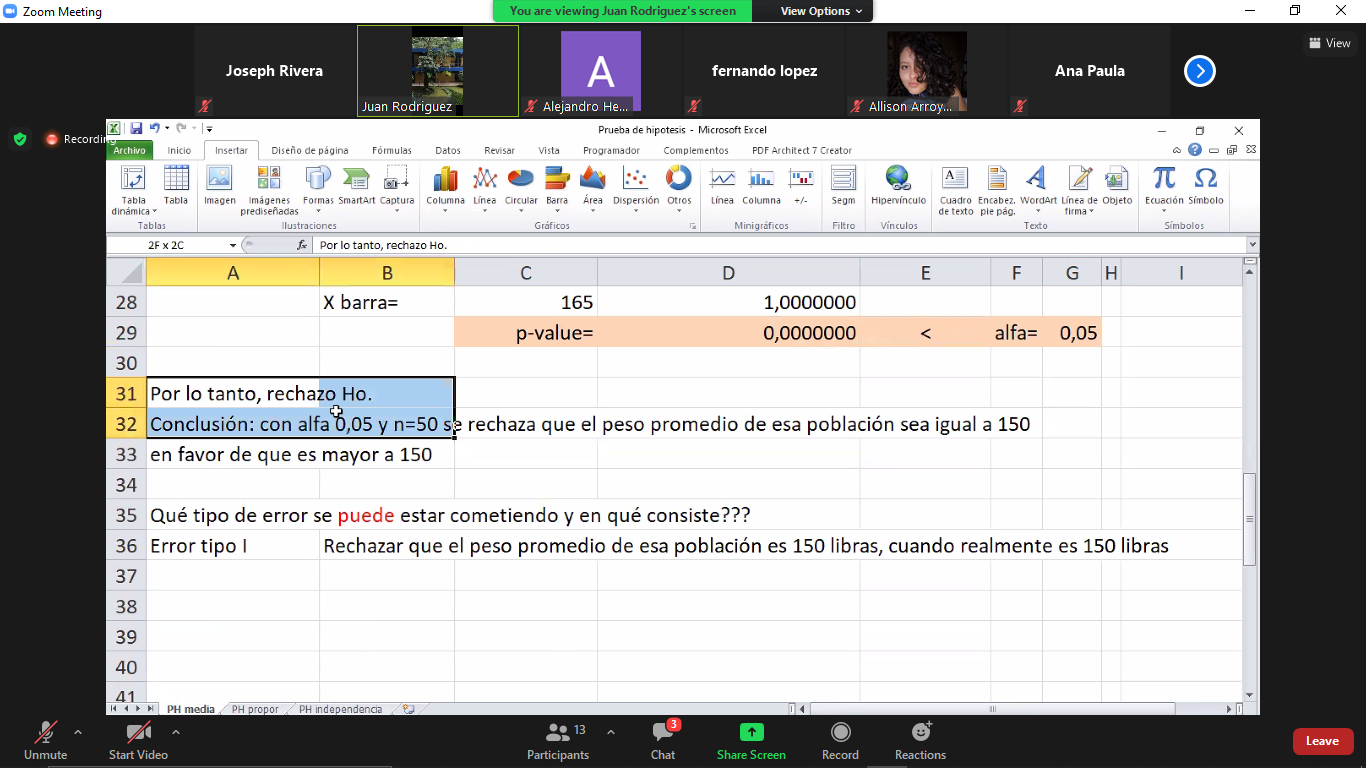 Zoom Meeting
You are viewing Juan Rodriguez's screen
View Options
Joseph Rivera
Juan Rodriguez
A
Alejandro He...
fernando lopez
Allison Arroy...
Ana Paula
View
Recording
Prueba de hipotesis - Microsoft Excel
Archivo Inicio Insertar Diseño de página Fórmulas Datos Revisar Vista Programador Complementos PDF Architect 7 Creator
Tabla dinámica Tabla Imagen Imágenes prediseñadas Formas SmartArt Captura Columna Línea Circular Barra Área Dispersión Otros Línea Columna +/- Segm Hipervínculo Cuadro de texto Encabez. pie pág. WordArt Línea de firma Objeto Ecuación Símbolo
Tablas Ilustraciones Gráficos Minigráficos Filtro Vínculos Texto Símbolos
2F x 2C fx Por lo tanto, rechazo Ho.
A B C D E F G H I
28 X barra= 165 1,0000000
29 p-value= 0,0000000 < alfa= 0,05
30
31 Por lo tanto, rechazo Ho.
32 Conclusión: con alfa 0,05 y n=50 se rechaza que el peso promedio de esa población sea igual a 150
33 en favor de que es mayor a 150
34
35 Qué tipo de error se puede estar cometiendo y en qué consiste???
36 Error tipo I Rechazar que el peso promedio de esa población es 150 libras, cuando realmente es 150 libras
37
38
39
40
41
PH media PH propor PH independencia
Unmute Start Video Participants 13 Chat 3 Share Screen Record Reactions Leave